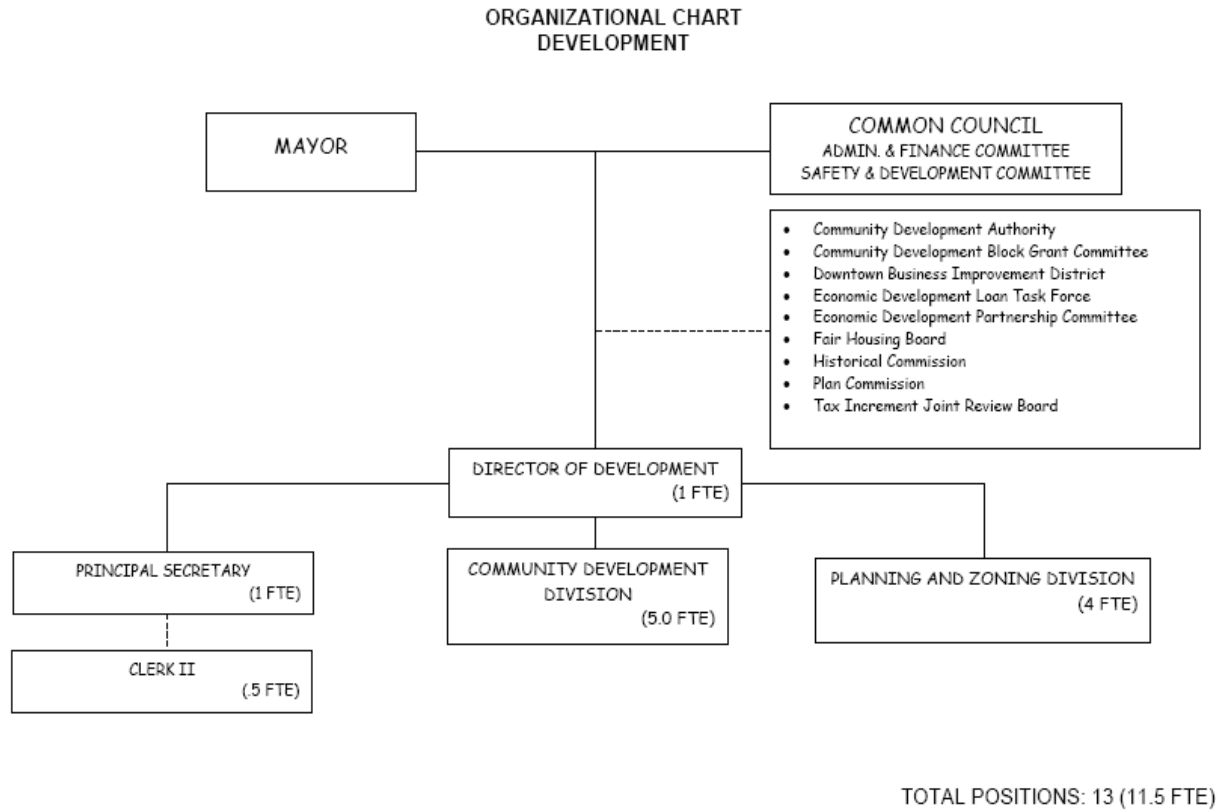 ORGANIZATIONAL CHART
DEVELOPMENT
MAYOR
COMMON COUNCIL
ADMIN. & FINANCE COMMITTEE
SAFETY & DEVELOPMENT COMMITTEE
• Community Development Authority
• Community Development Block Grant Committee
• Downtown Business Improvement District
• Economic Development Loan Task Force
• Economic Development Partnership Committee
• Fair Housing Board
• Historical Commission
• Plan Commission
• Tax Increment Joint Review Board
DIRECTOR OF DEVELOPMENT
(1 FTE)
PRINCIPAL SECRETARY
(1 FTE)
COMMUNITY DEVELOPMENT
DIVISION
(5.0 FTE)
PLANNING AND ZONING DIVISION
(4 FTE)
CLERK II
(.5 FTE)
TOTAL POSITIONS: 13 (11.5 FTE)